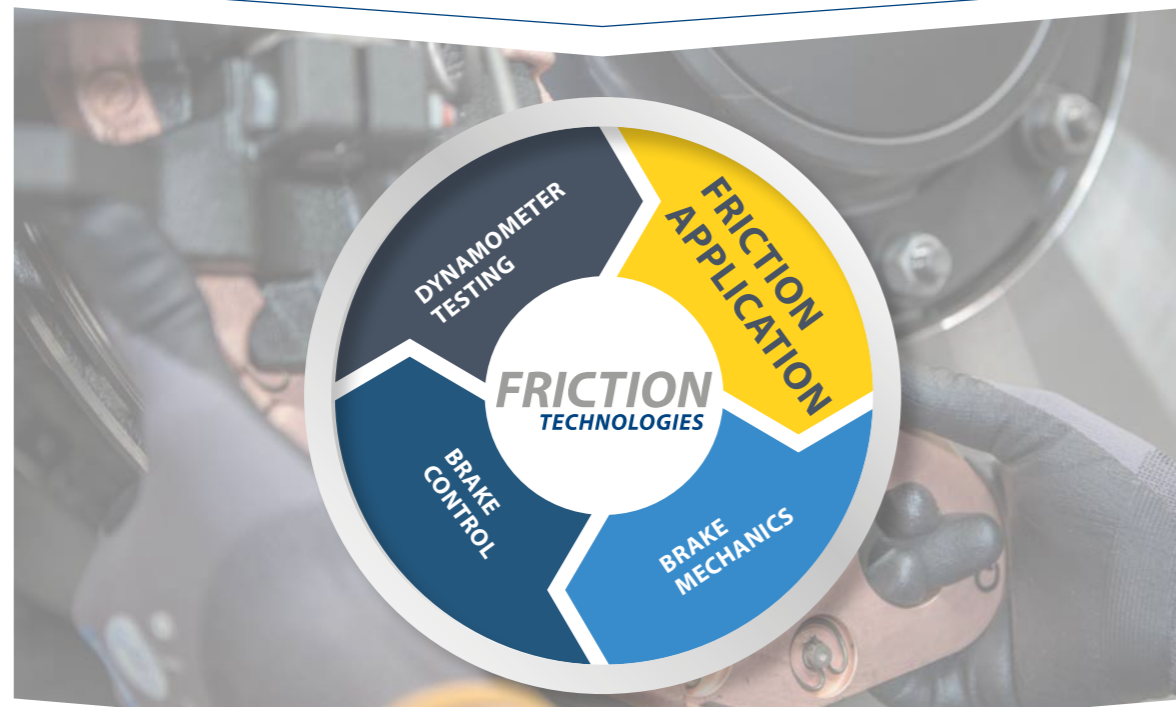 DYNAMOMETER
TESTING
FRICTION
APPLICATION
FRICTION
TECHNOLOGIES
BRAKE
CONTROL
BRAKE
MECHANICS